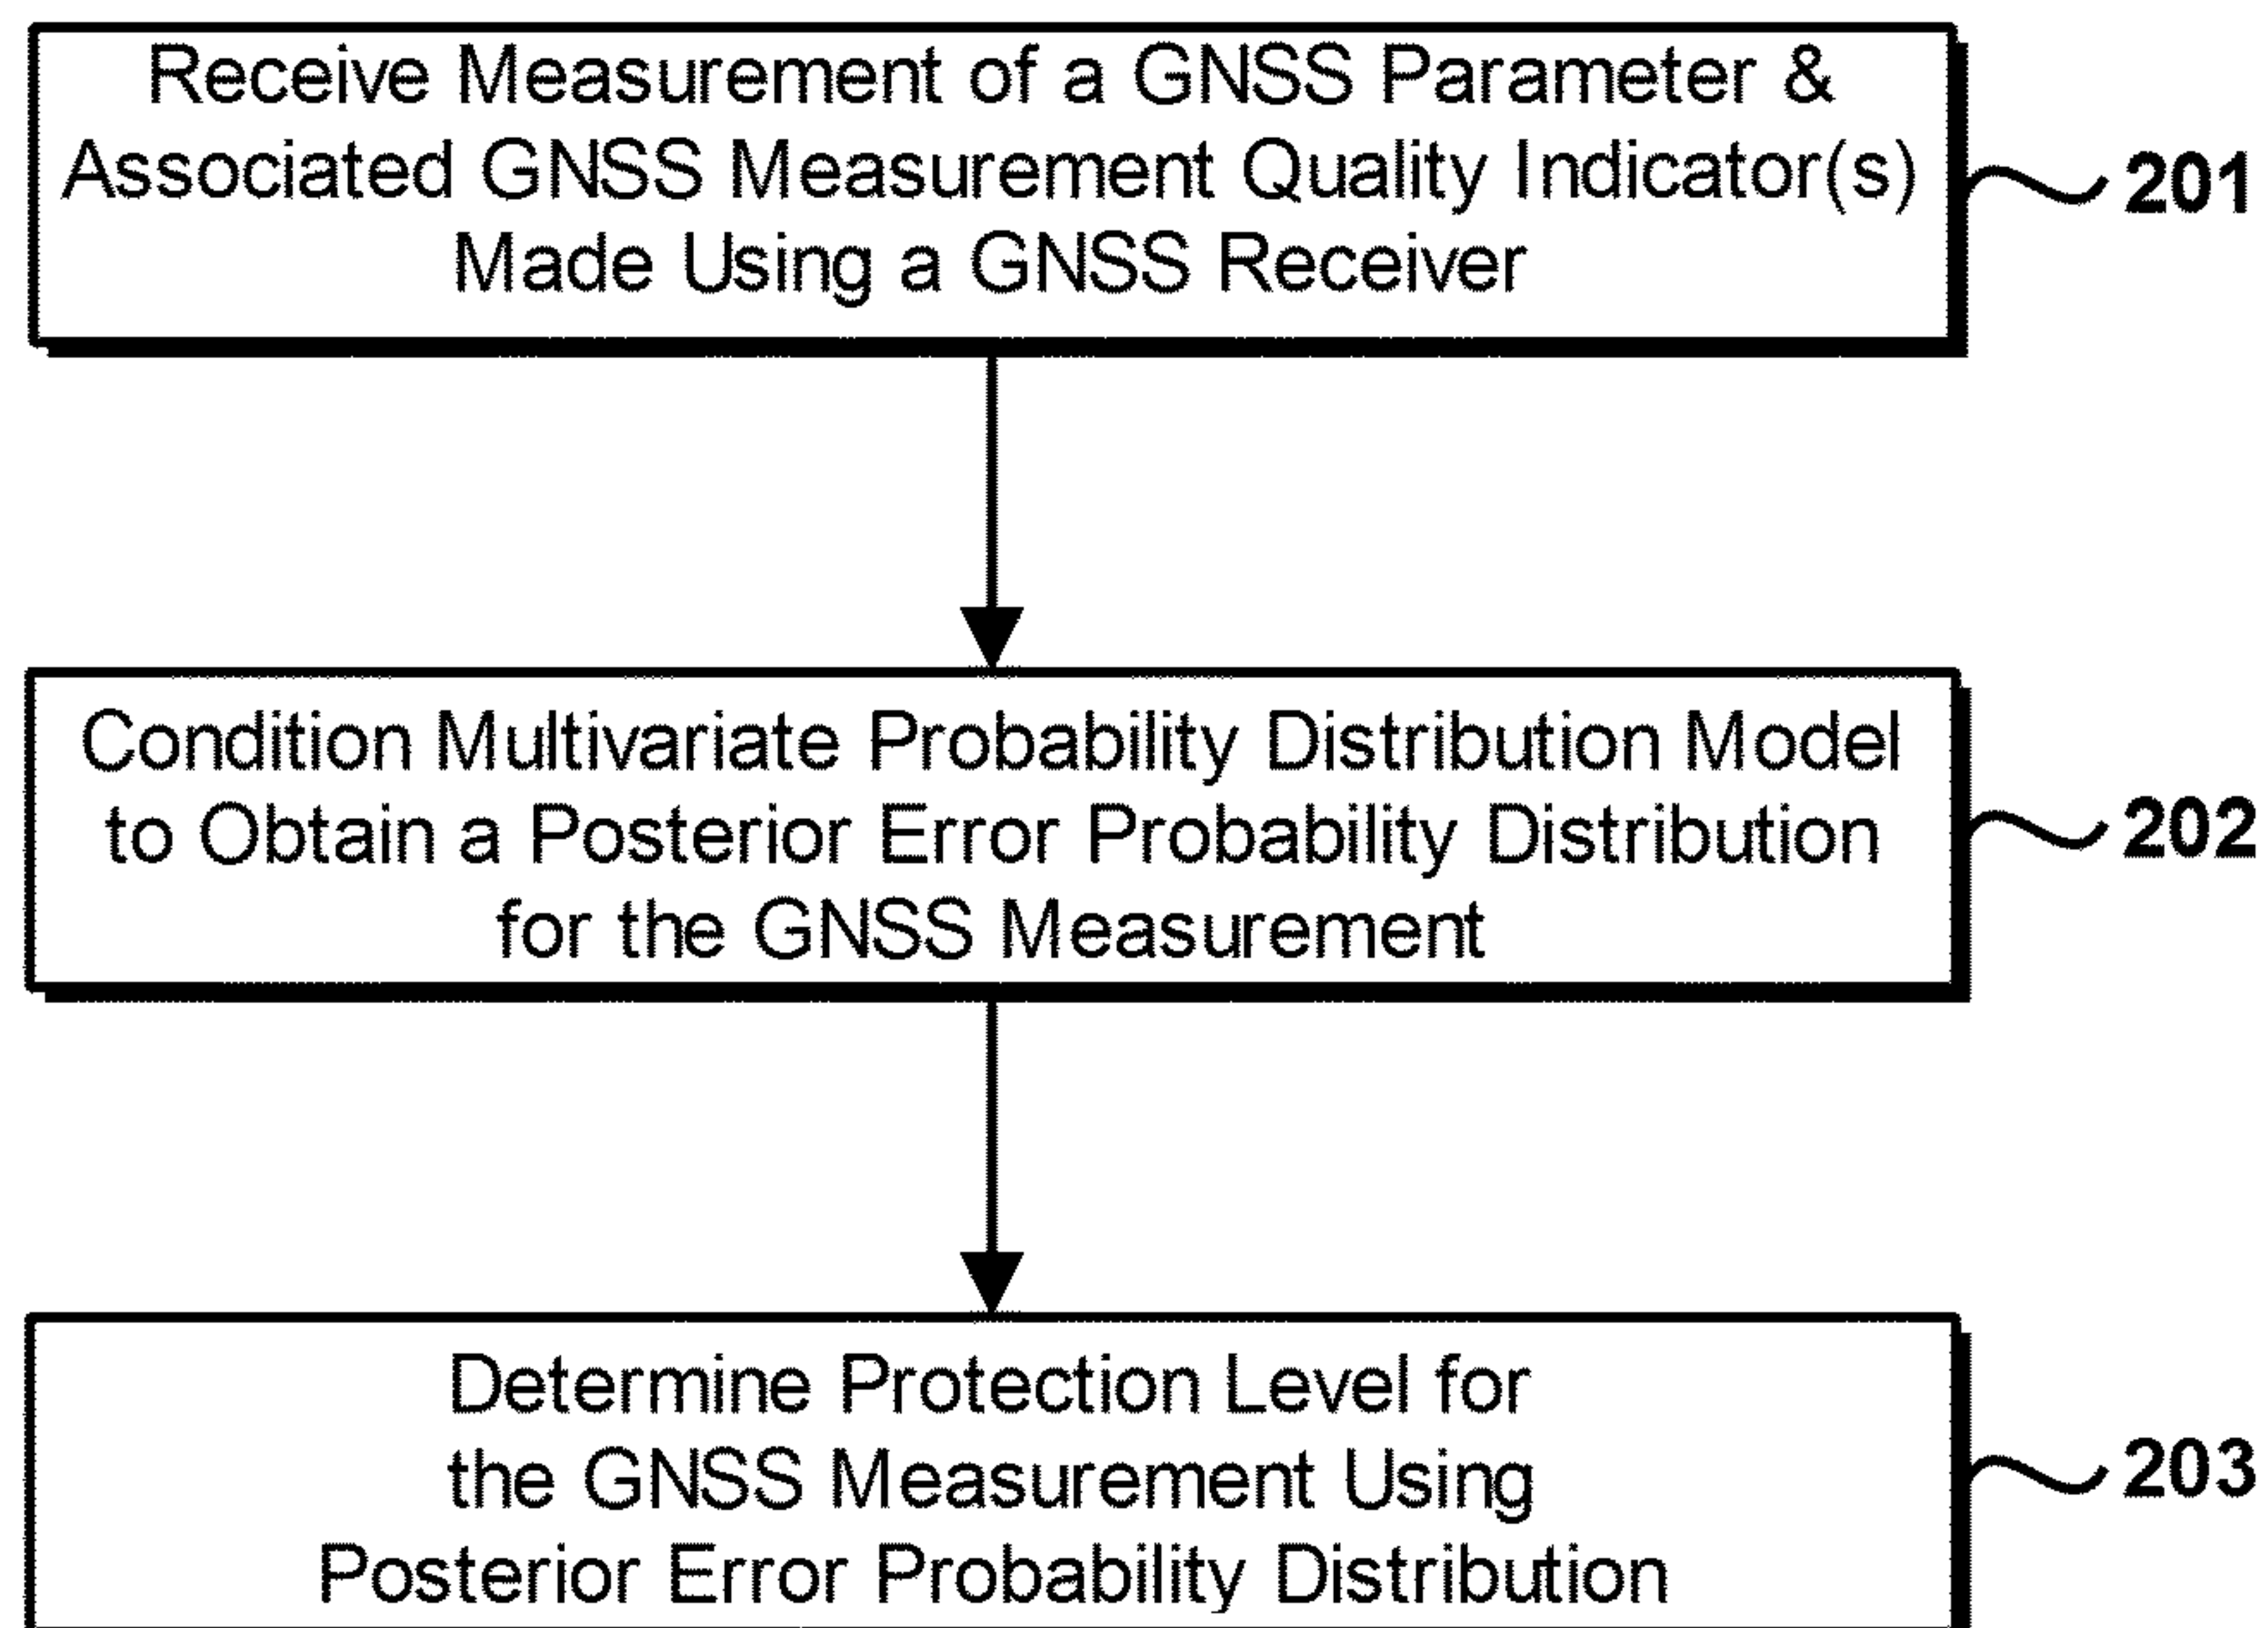 Receive Measurement of a GNSS Parameter &
Associated GNSS Measurement Quality Indicator(s)
Made Using a GNSS Receiver
201
Condition Multivariate Probability Distribution Model
to Obtain a Posterior Error Probability Distribution
for the GNSS Measurement
202
Determine Protection Level for
the GNSS Measurement Using
Posterior Error Probability Distribution
203